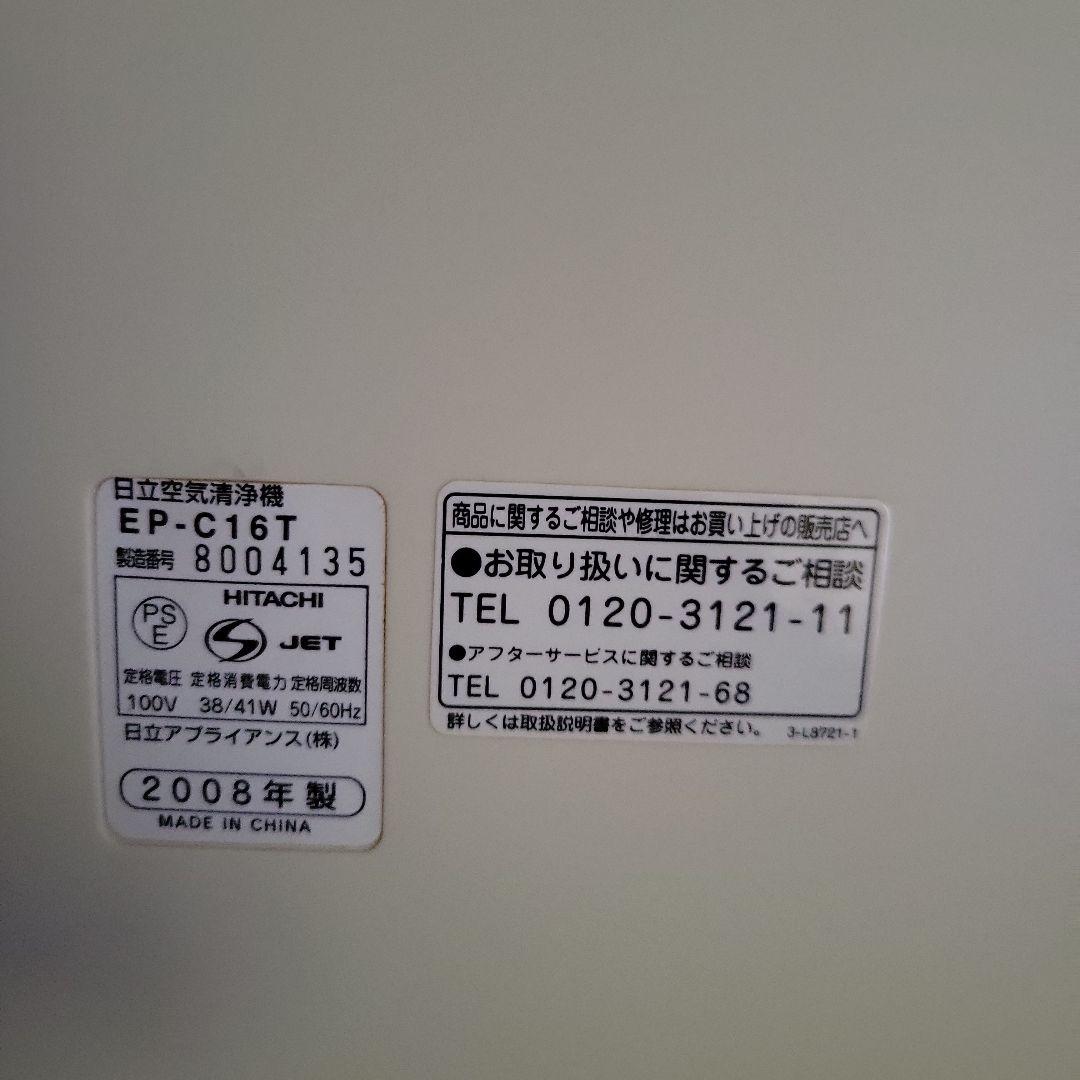 日立空気清浄機
EP-C16T
製造番号 8004135
PS
E
HITACHI
JET
定格電圧 定格消費電力 定格周波数
100V 38/41W 50/60Hz
日立アプライアンス(株)
2008年製
MADE IN CHINA
商品に関するご相談や修理はお買い上げの販売店へ
●お取り扱いに関するご相談
TEL 0120-3121-11
●アフターサービスに関するご相談
TEL 0120-3121-68
詳しくは取扱説明書をご参照ください。 3-L8721-1